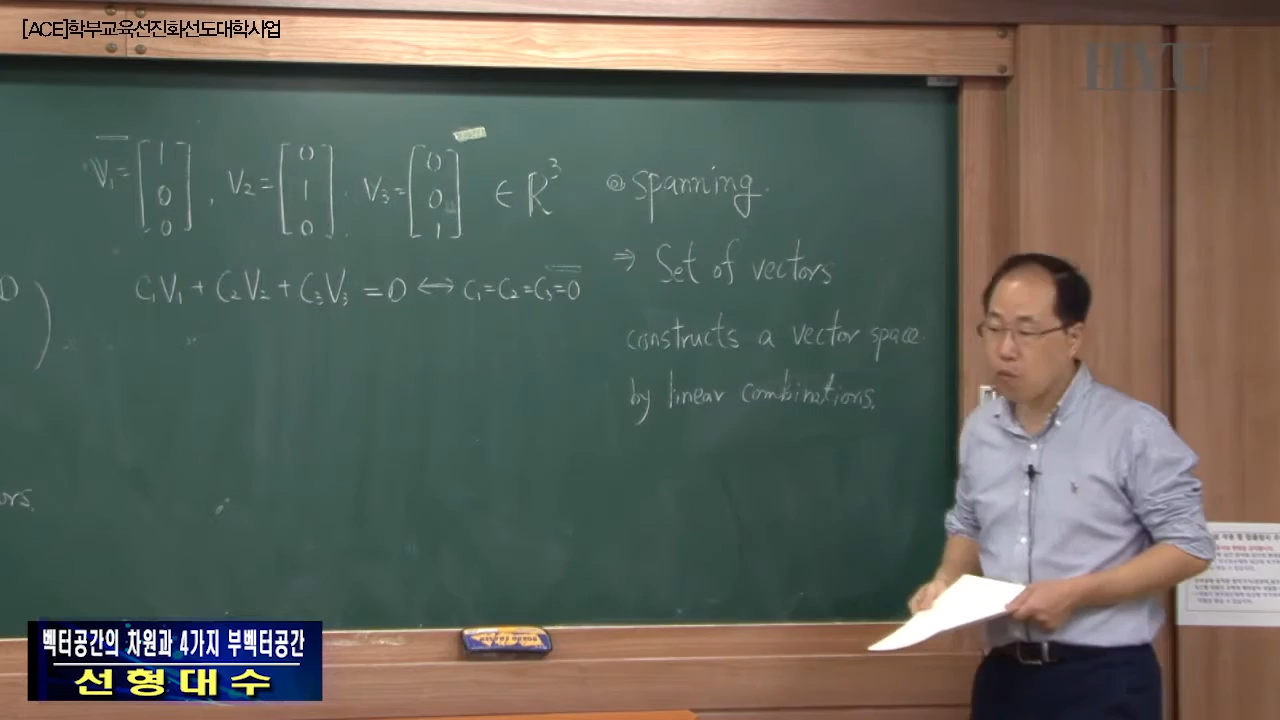 [ACE]학부교육선진화선도대학사업
HYU
V₁ = [1 0 0], V₂ = [0 1 0], V₃ = [0 0 1] ∈ R³
C₁V₁ + C₂V₂ + C₃V₃ = 0 ↔ C₁=C₂=C₃=0
◎ spanning.
⇒ Set of vectors
constructs a vector space
by linear combinations.
벡터공간의 차원과 4가지 부벡터공간
선형대수